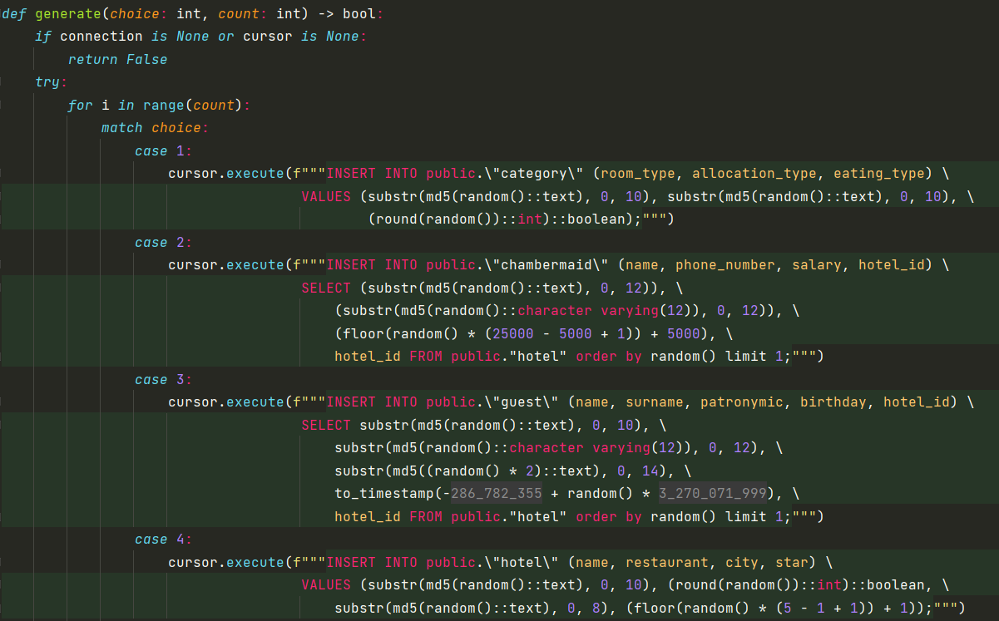 def generate(choice: int, count: int) -> bool:
    if connection is None or cursor is None:
        return False
    try:
        for i in range(count):
            match choice:
                case 1:
                    cursor.execute(f"""INSERT INTO public.\"category\" (room_type, allocation_type, eating_type) \
                                    VALUES (substr(md5(random()::text), 0, 10), substr(md5(random()::text), 0, 10), \
                                            (round(random())::int)::boolean);""")
                case 2:
                    cursor.execute(f"""INSERT INTO public.\"chambermaid\" (name, phone_number, salary, hotel_id) \
                                    SELECT (substr(md5(random()::text), 0, 12)), \
                                        (substr(md5(random()::character varying(12)), 0, 12)), \
                                        (floor(random() * (25000 - 5000 + 1)) + 5000), \
                                        hotel_id FROM public."hotel" order by random() limit 1;""")
                case 3:
                    cursor.execute(f"""INSERT INTO public.\"guest\" (name, surname, patronymic, birthday, hotel_id) \
                                    SELECT substr(md5(random()::text), 0, 10), \
                                        substr(md5(random()::character varying(12)), 0, 12), \
                                        substr(md5((random() * 2)::text), 0, 14), \
                                        to_timestamp(-286_782_355 + random() * 3_270_071_999), \
                                        hotel_id FROM public."hotel" order by random() limit 1;""")
                case 4:
                    cursor.execute(f"""INSERT INTO public.\"hotel\" (name, restaurant, city, star) \
                                    VALUES (substr(md5(random()::text), 0, 10), (round(random())::int)::boolean, \
                                        substr(md5(random()::text), 0, 8), (floor(random() * (5 - 1 + 1)) + 1));""")